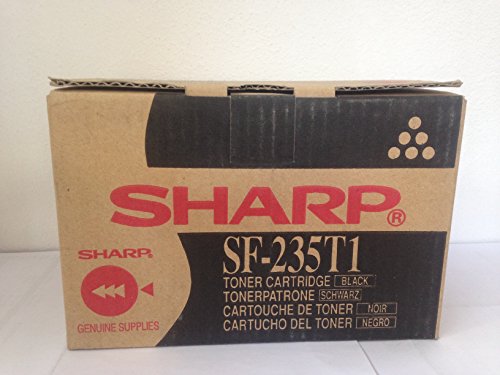 SHARP®
SHARP®
GENUINE SUPPLIES
SF-235T1
TONER CARTRIDGE BLACK
TONERPATRONE SCHWARZ
CARTOUCHE DE TONER NOIR
CARTUCHO DEL TONER NEGRO